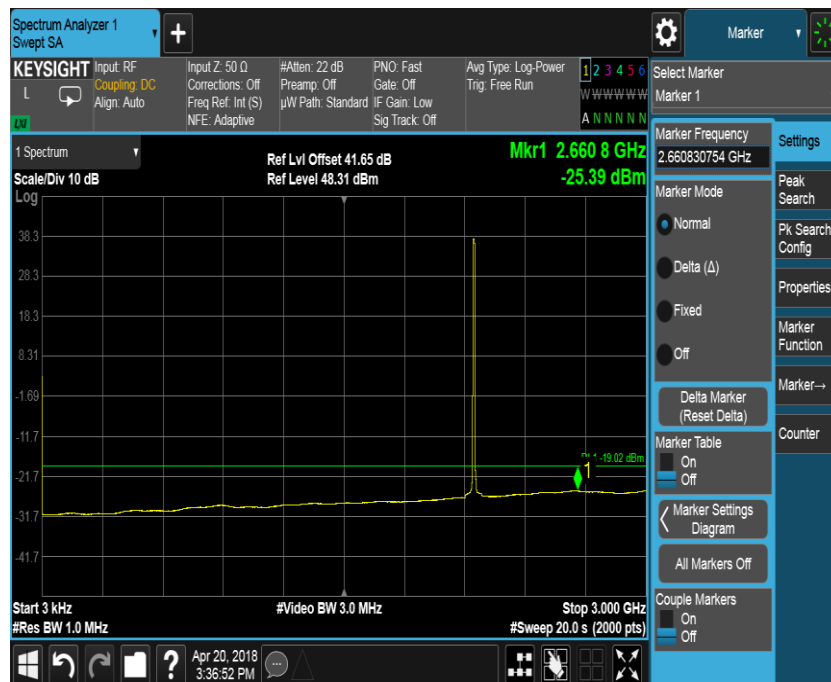 Spectrum Analyzer 1
Swept SA
Marker
KEYSIGHT
L
LXI
Input: RF
Coupling: DC
Align: Auto
Input Z: 50 Ω
Corrections: Off
Freq Ref: Int (S)
NFE: Adaptive
#Atten: 22 dB
Preamp: Off
µW Path: Standard
PNO: Fast
Gate: Off
IF Gain: Low
Sig Track: Off
Avg Type: Log-Power
Trig: Free Run
1 2 3 4 5 6
W W W W W W
A N N N N N
Select Marker
Marker 1
1 Spectrum
Scale/Div 10 dB
Ref Lvl Offset 41.65 dB
Ref Level 48.31 dBm
Mkr1 2.660 8 GHz
-25.39 dBm
Log
38.3
28.3
18.3
8.31
-1.69
-11.7
-21.7
-31.7
-41.7
-19.02 dBm
1
Start 3 kHz
#Res BW 1.0 MHz
#Video BW 3.0 MHz
Stop 3.000 GHz
#Sweep 20.0 s (2000 pts)
Marker Frequency
2.660830754 GHz
Marker Mode
Normal
Delta (Δ)
Fixed
Off
Delta Marker
(Reset Delta)
Marker Table
On
Off
Marker Settings
Diagram
All Markers Off
Couple Markers
On
Off
Settings
Peak
Search
Pk Search
Config
Properties
Marker
Function
Marker→
Counter
?
Apr 20, 2018
3:36:52 PM